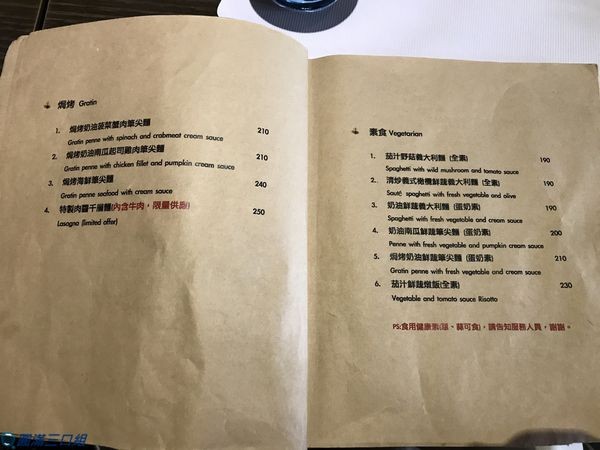 焗烤 Gratin
1. 焗烤奶油菠菜蟹肉筆尖麵 210
Gratin penne with spinach and crabmeat cream sauce
2. 焗烤奶油南瓜起司雞肉筆尖麵 210
Gratin penne with chicken fillet and pumpkin cream sauce
3. 焗烤海鮮筆尖麵 240
Gratin penne seafood with cream sauce
4. 特製肉醬千層麵(內含牛肉，限量供應) 250
Lasagna (limited offer)
素食 Vegetarian
1. 茄汁野菇義大利麵 (全素) 190
Spaghetti with wild mushroom and tomato sauce
2. 清炒義式橄欖鮮蔬義大利麵 (全素) 190
Sauté spaghetti with fresh vegetable and olive
3. 奶油鮮蔬義大利麵 (蛋奶素) 190
Spaghetti with fresh vegetable and cream sauce
4. 奶油南瓜鮮蔬筆尖麵 (蛋奶素) 200
Penne with fresh vegetable and pumpkin cream sauce
5. 焗烤奶油鮮蔬筆尖麵 (蛋奶素) 210
Gratin penne with fresh vegetable and cream sauce
6. 茄汁鮮蔬燉飯(全素) 230
Vegetable and tomato sauce Risotto
PS:食用健康素(蔥、蒜可食)，請告知服務人員，謝謝。
圓滿三口組